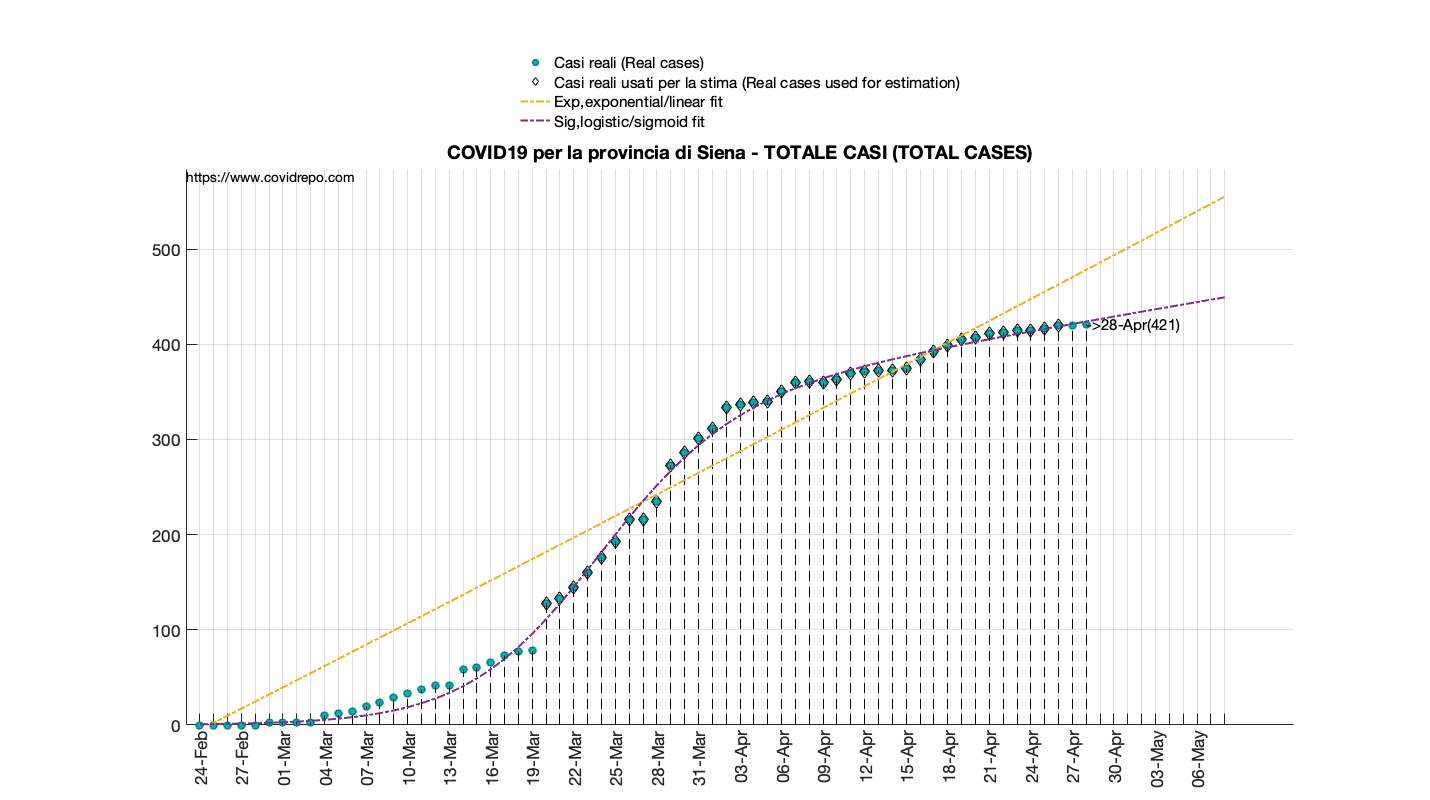 Casi reali (Real cases)
Casi reali usati per la stima (Real cases used for estimation)
Exp,exponential/linear fit
Sig,logistic/sigmoid fit
COVID19 per la provincia di Siena - TOTALE CASI (TOTAL CASES)
https://www.covidrepo.com
500
400
300
200
100
0
->28-Apr(421)
24-Feb
27-Feb
01-Mar
04-Mar
07-Mar
10-Mar
13-Mar
16-Mar
19-Mar
22-Mar
25-Mar
28-Mar
31-Mar
03-Apr
06-Apr
09-Apr
12-Apr
15-Apr
18-Apr
21-Apr
24-Apr
27-Apr
30-Apr
03-May
06-May